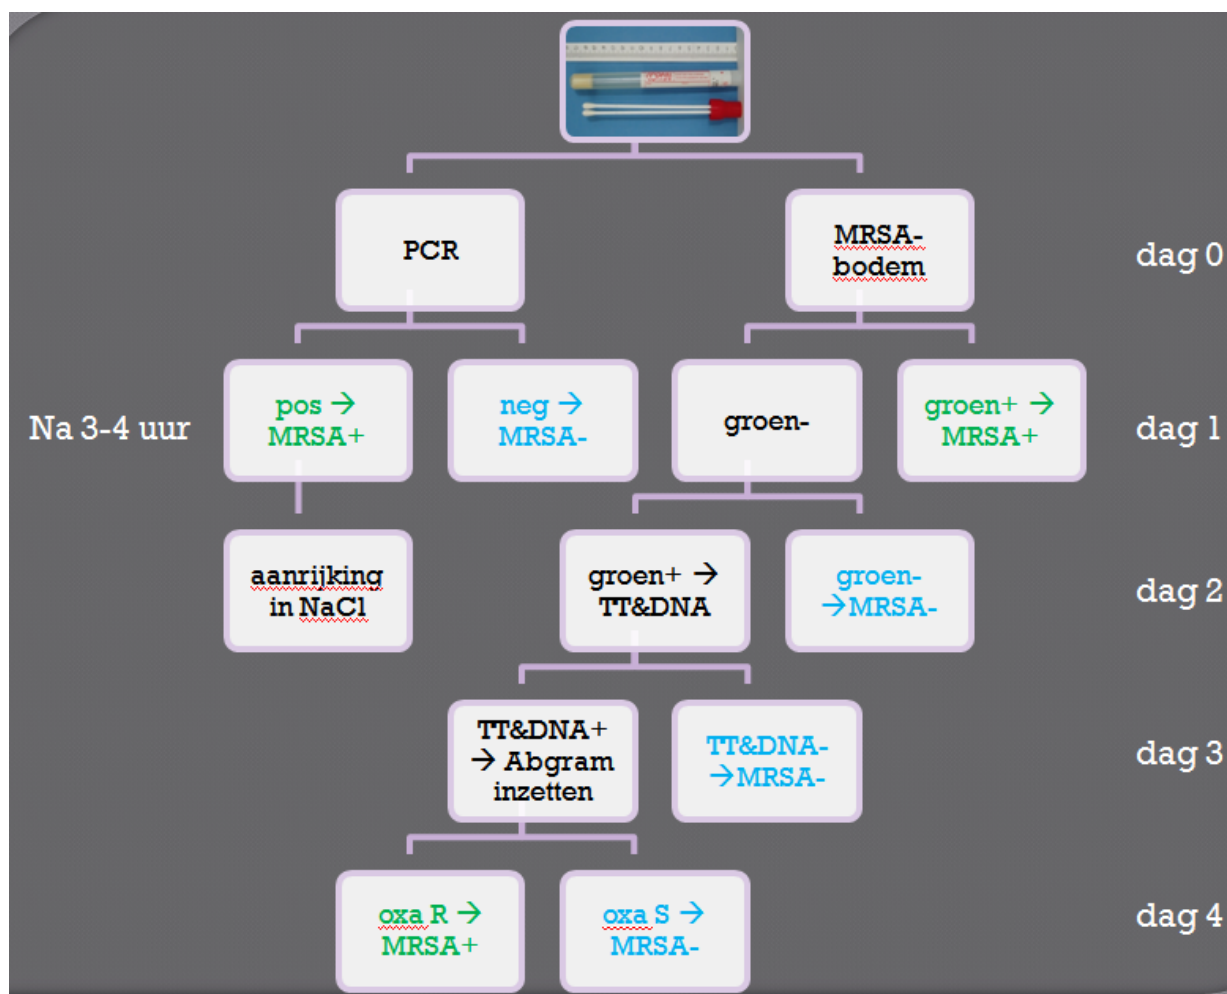 PCR
MRSA-
bodem
dag 0
Na 3-4 uur
pos →
MRSA+
neg →
MRSA-
groen-
groen+ →
MRSA+
dag 1
aanrijking
in NaCl
groen+ →
TT&DNA
groen-
→MRSA-
dag 2
TT&DNA+
→ Abgram
inzetten
TT&DNA-
→MRSA-
dag 3
oxa R →
MRSA+
oxa S →
MRSA-
dag 4